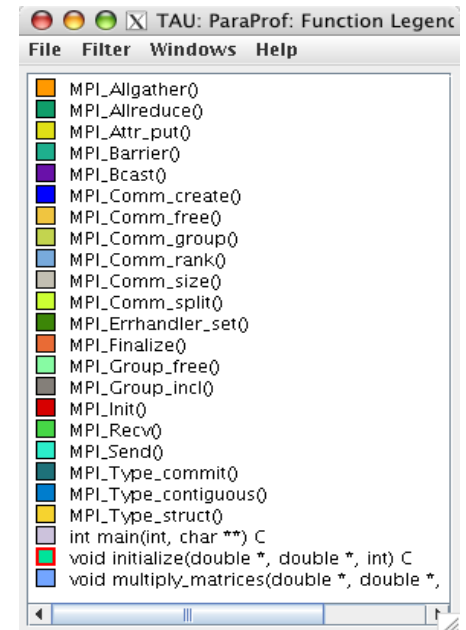 TAU: ParaProf: Function Legend
File Filter Windows Help
MPI_Allgather()
MPI_Allreduce()
MPI_Attr_put()
MPI_Barrier()
MPI_Bcast()
MPI_Comm_create()
MPI_Comm_free()
MPI_Comm_group()
MPI_Comm_rank()
MPI_Comm_size()
MPI_Comm_split()
MPI_Errhandler_set()
MPI_Finalize()
MPI_Group_free()
MPI_Group_incl()
MPI_Init()
MPI_Recv()
MPI_Send()
MPI_Type_commit()
MPI_Type_contiguous()
MPI_Type_struct()
int main(int, char **) C
void initialize(double *, double *, int) C
void multiply_matrices(double *, double *,